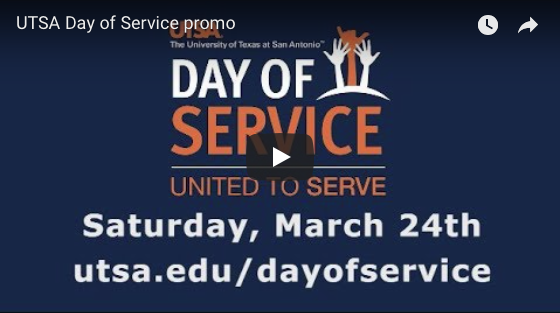 UTSA Day of Service promo
UTSA.
The University of Texas at San Antonio™
DAY OF
SERVICE
UNITED TO SERVE
Saturday, March 24th
utsa.edu/dayofservice